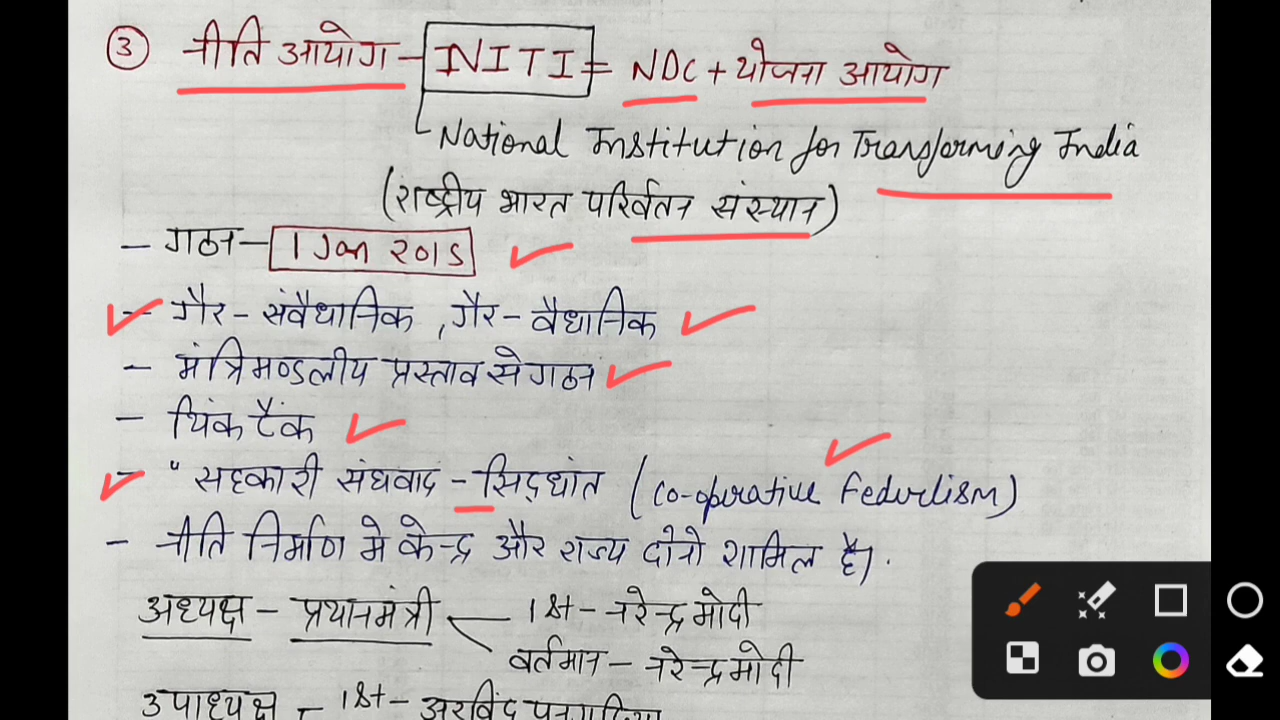 ③ नीति आयोग - NITI = NDC + योजना आयोग
National Institution for Transforming India
(राष्ट्रीय भारत परिर्वतन संस्थान)
- गठन - 1 Jan 2015
- गैर - संवैधानिक, गैर - वैधानिक
- मंत्रिमण्डलीय प्रस्ताव से गठन
- थिंक टैंक
- " सहकारी संघवाद - सिद्धांत (Co-operative Federlism)
- नीति निर्माण मे केन्द्र और राज्य दोनो शामिल है।
अध्यक्ष - प्रधानमंत्री 1st - नरेन्द्र मोदी
वर्तमान - नरेन्द्र मोदी
उपाध्यक्ष - 1st - अरविंद पनगढिया